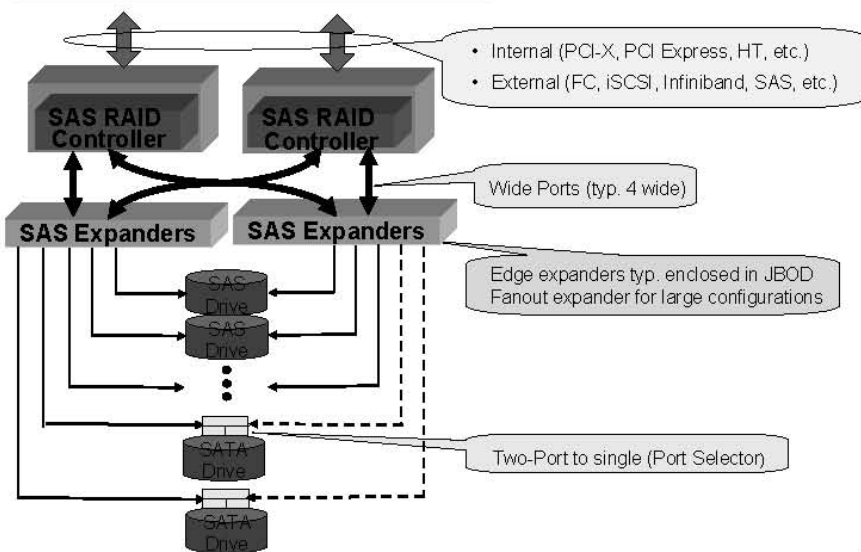 • Internal (PCI-X, PCI Express, HT, etc.)
• External (FC, iSCSI, Infiniband, SAS, etc.)
SAS RAID
Controller
SAS RAID
Controller
Wide Ports (typ. 4 wide)
SAS Expanders
SAS Expanders
Edge expanders typ. enclosed in JBOD
Fanout expander for large configurations
SAS
Drive
SAS
Drive
Two-Port to single (Port Selector)
SATA
Drive
SATA
Drive